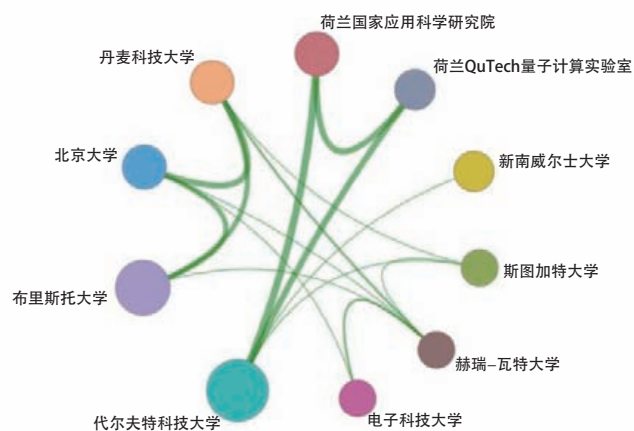 荷兰国家应用科学研究院
丹麦科技大学
荷兰QuTech量子计算实验室
北京大学
新南威尔士大学
斯图加特大学
布里斯托大学
赫瑞–瓦特大学
代尔夫特科技大学
电子科技大学